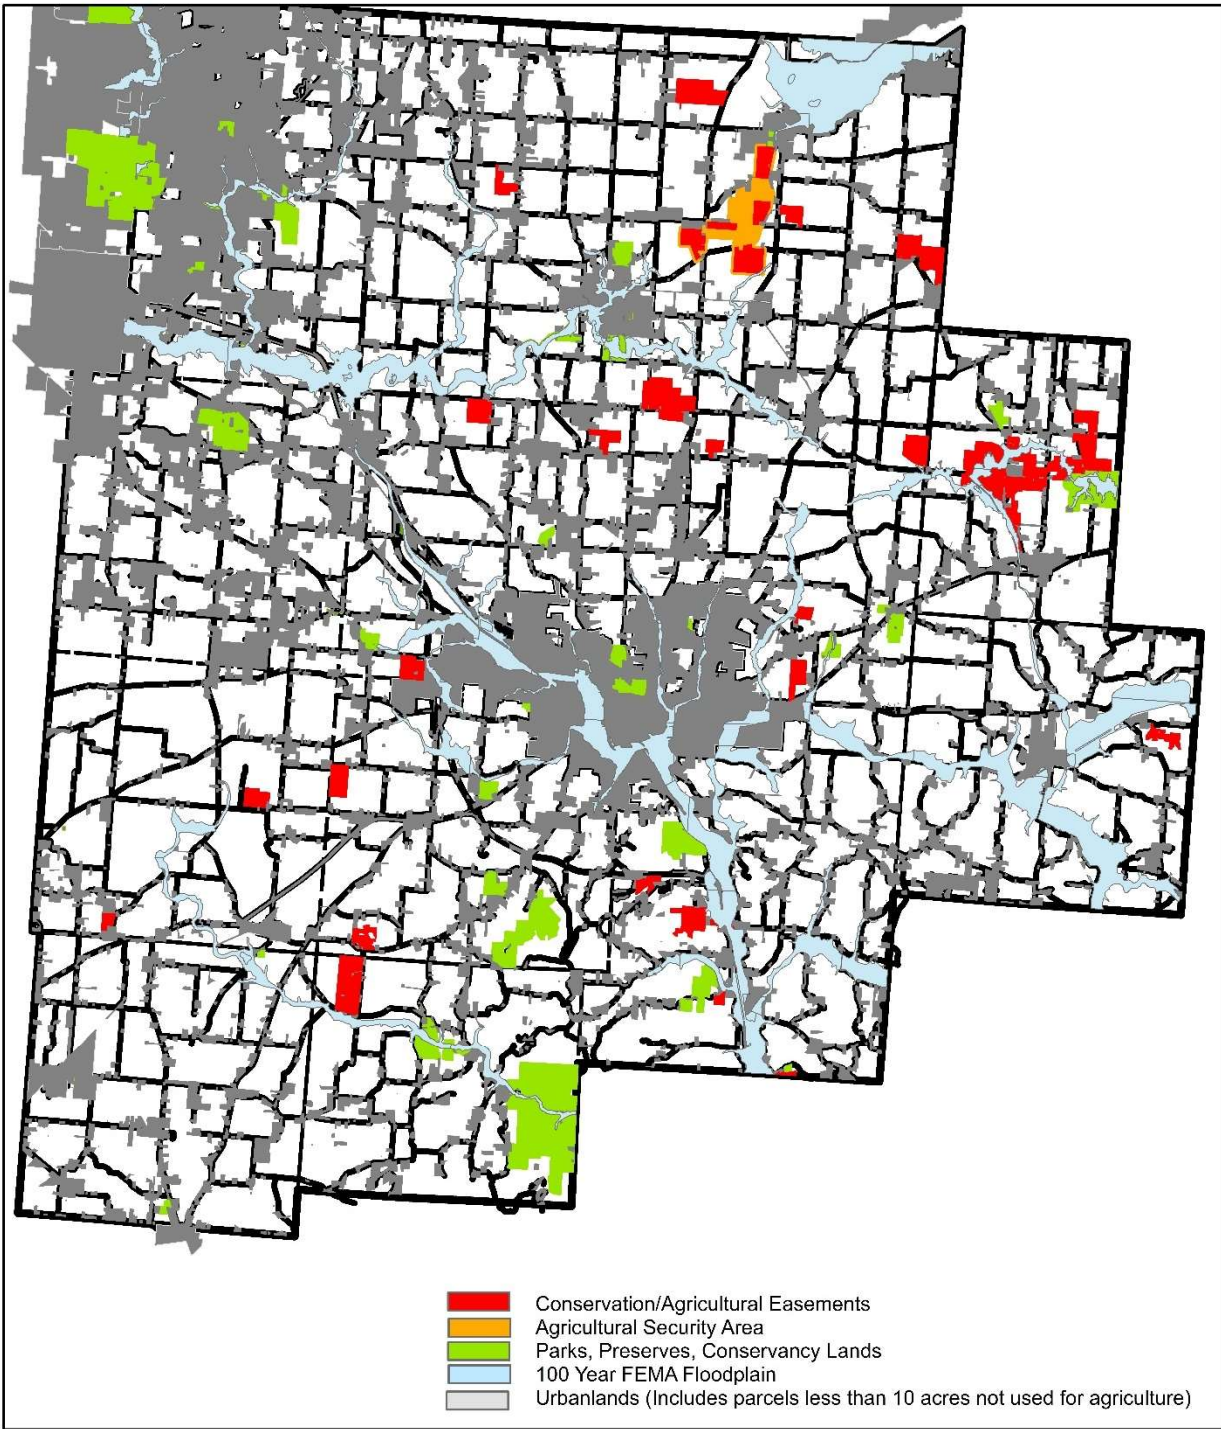 Conservation/Agricultural Easements
Agricultural Security Area
Parks, Preserves, Conservancy Lands
100 Year FEMA Floodplain
Urbanlands (Includes parcels less than 10 acres not used for agriculture)